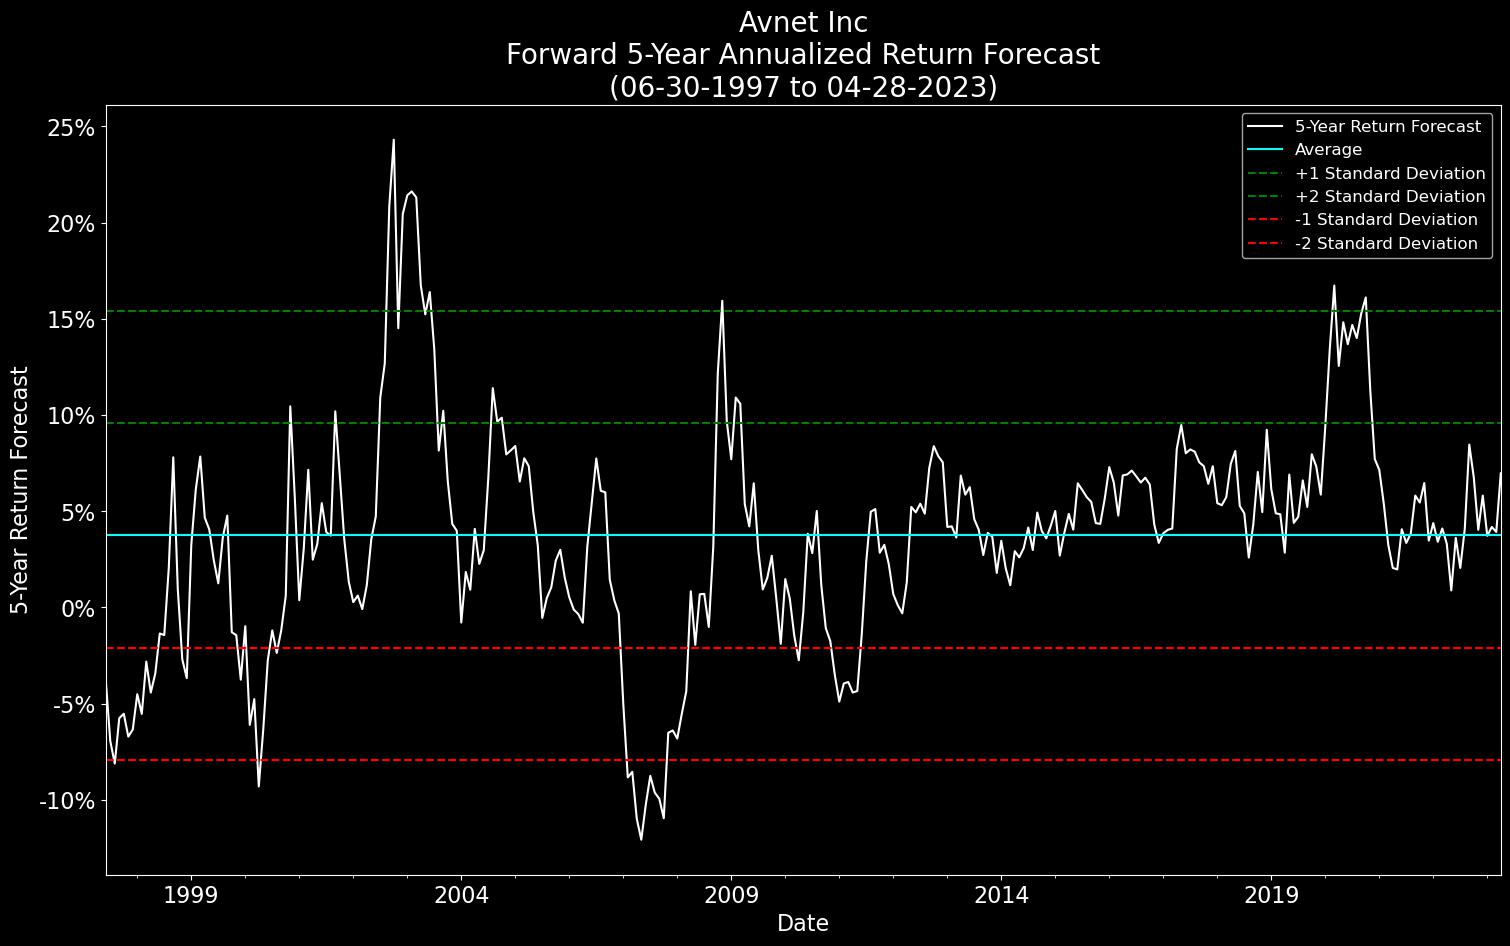 Avnet Inc
Forward 5-Year Annualized Return Forecast
(06-30-1997 to 04-28-2023)
5-Year Return Forecast
Average
+1 Standard Deviation
+2 Standard Deviation
-1 Standard Deviation
-2 Standard Deviation
5-Year Return Forecast
25%
20%
15%
10%
5%
0%
-5%
-10%
1999 2004 2009 2014 2019
Date